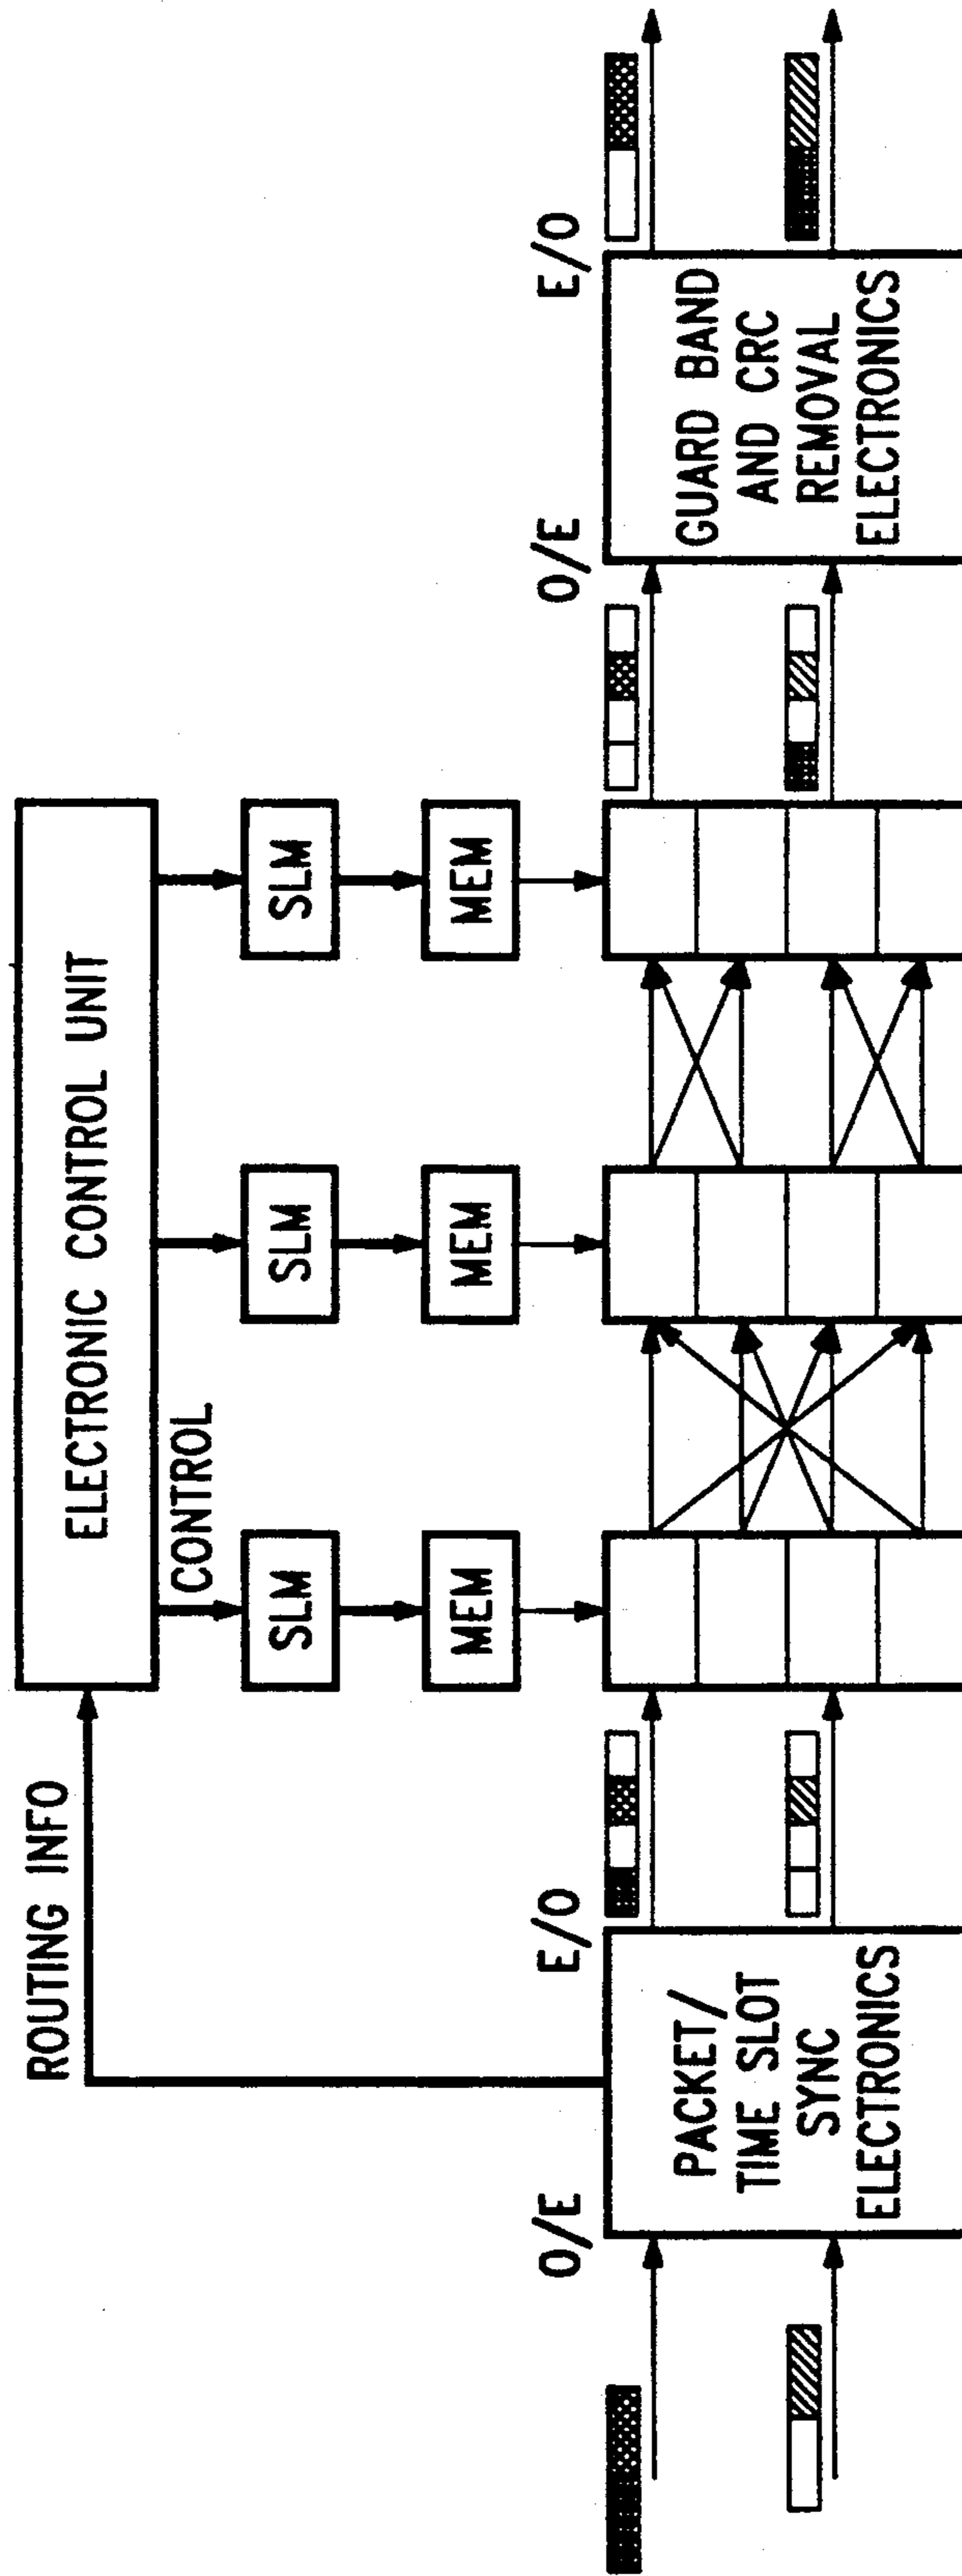 ROUTING INFO
ELECTRONIC CONTROL UNIT
CONTROL
SLM
SLM
SLM
MEM
MEM
MEM
O/E
E/O
O/E
E/O
PACKET/
TIME SLOT
SYNC
ELECTRONICS
GUARD BAND
AND CRC
REMOVAL
ELECTRONICS